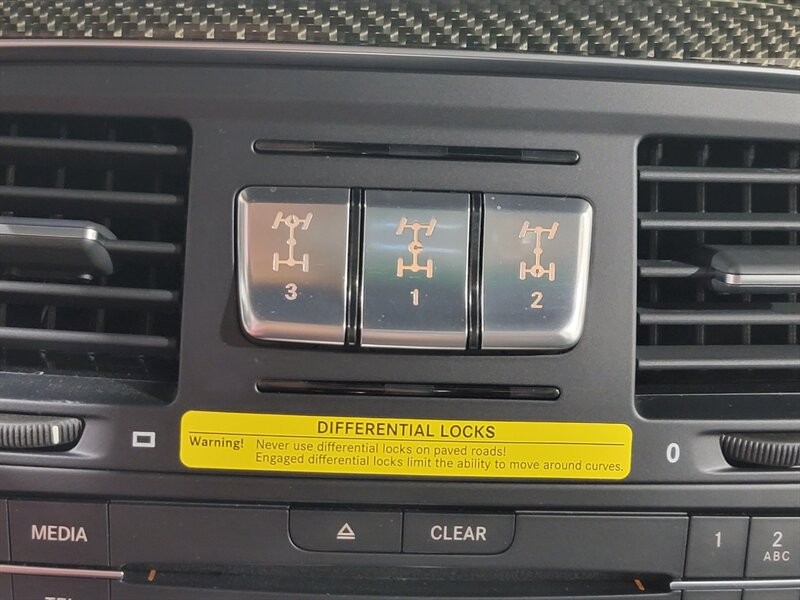 3 1 2
DIFFERENTIAL LOCKS
Warning! Never use differential locks on paved roads!
Engaged differential locks limit the ability to move around curves.
0
MEDIA CLEAR 1 2
ABC